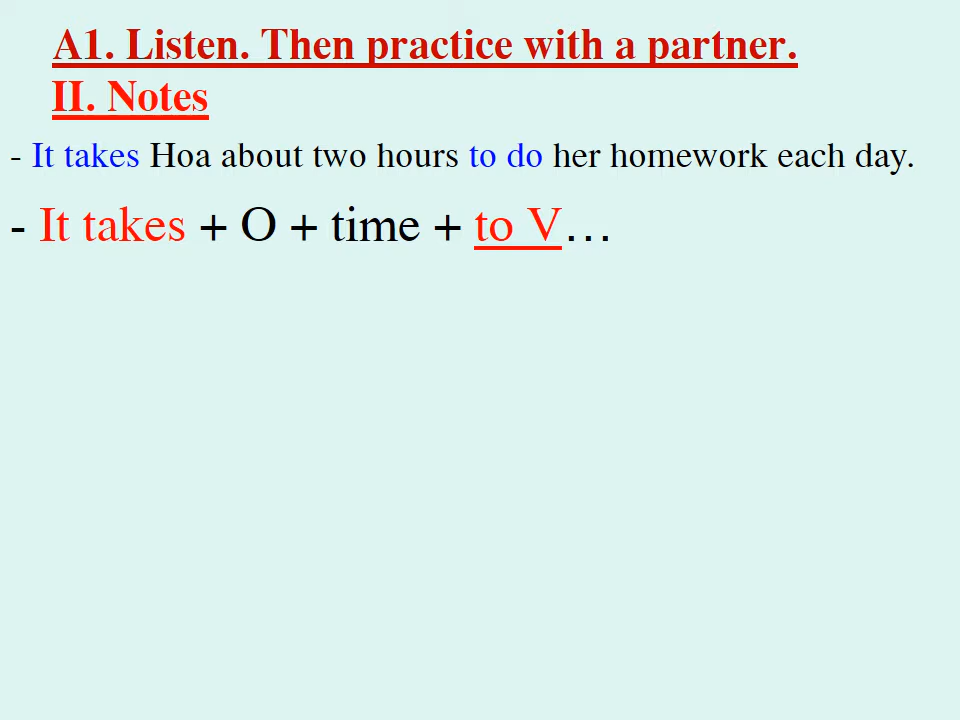 A1. Listen. Then practice with a partner.
II. Notes
- It takes Hoa about two hours to do her homework each day.
- It takes + O + time + to V…